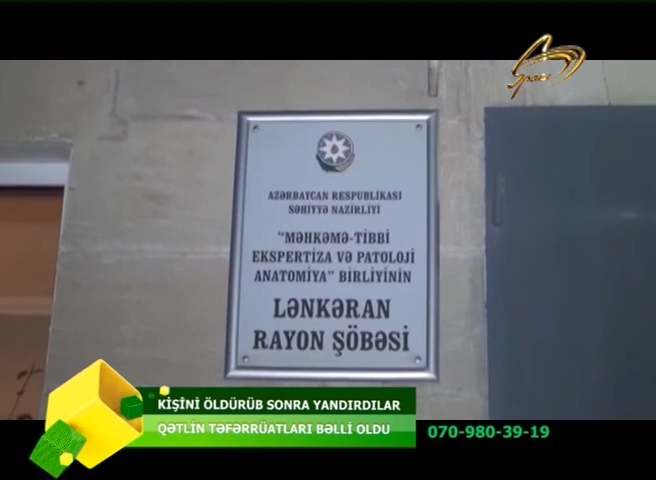 Space
AZƏRBAYCAN RESPUBLİKASI
SƏHİYYƏ NAZİRLİYİ
"MƏHKƏMƏ-TİBBİ
EKSPERTİZA VƏ PATOLOJİ
ANATOMİYA" BİRLİYİNİN
LƏNKƏRAN
RAYON ŞÖBƏSİ
KİŞİNİ ÖLDÜRÜB SONRA YANDIRDILAR
QƏTLİN TƏFƏRRÜATLARI BƏLLİ OLDU
070-980-39-19